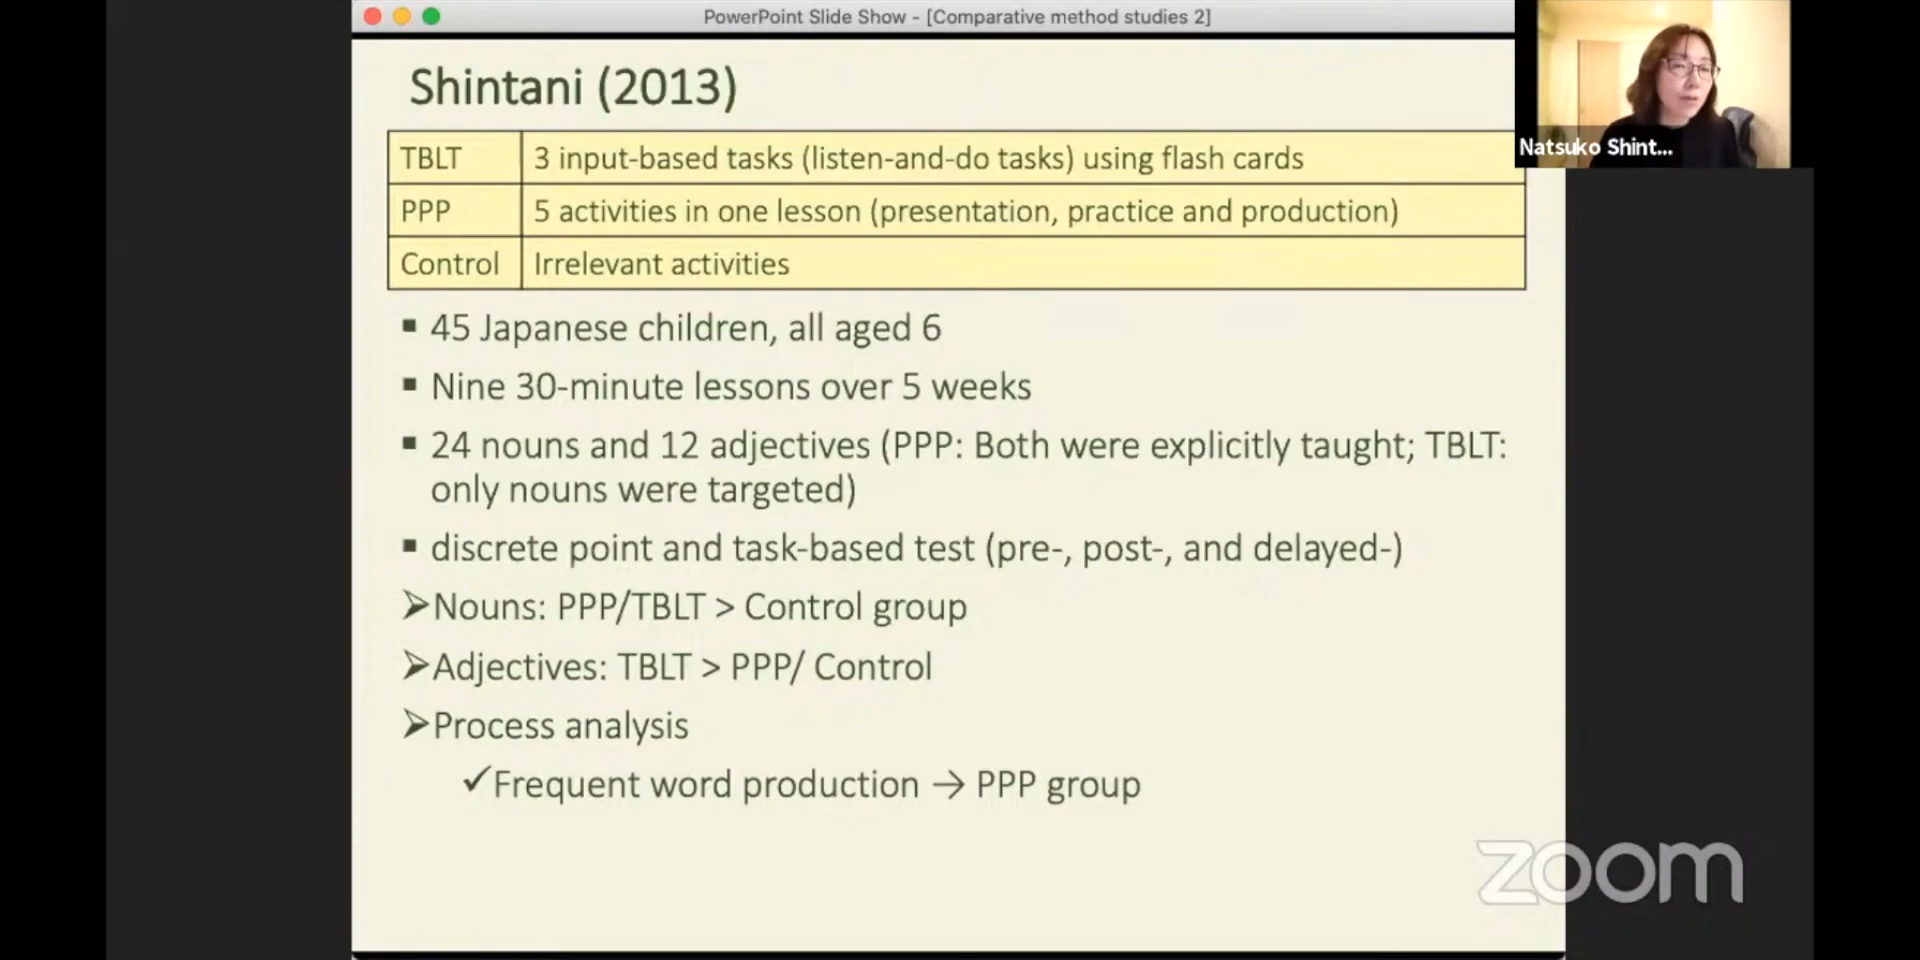 PowerPoint Slide Show - [Comparative method studies 2]
Natsuko Shint...
Shintani (2013)
TBLT 3 input-based tasks (listen-and-do tasks) using flash cards
PPP 5 activities in one lesson (presentation, practice and production)
Control Irrelevant activities
▪ 45 Japanese children, all aged 6
▪ Nine 30-minute lessons over 5 weeks
▪ 24 nouns and 12 adjectives (PPP: Both were explicitly taught; TBLT:
only nouns were targeted)
▪ discrete point and task-based test (pre-, post-, and delayed-)
➢Nouns: PPP/TBLT > Control group
➢Adjectives: TBLT > PPP/ Control
➢Process analysis
✓Frequent word production → PPP group
zoom